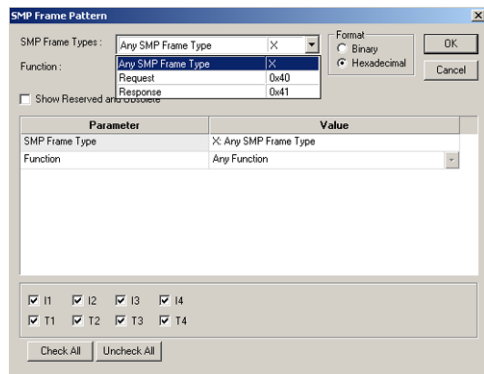 SMP Frame Pattern
SMP Frame Types : Any SMP Frame Type X
Format
Binary
Hexadecimal
OK
Cancel
Function :
Any SMP Frame Type X
Request 0x40
Response 0x41
Show Reserved and Obsolete
Parameter Value
SMP Frame Type X: Any SMP Frame Type
Function Any Function
I1 I2 I3 I4
T1 T2 T3 T4
Check All Uncheck All